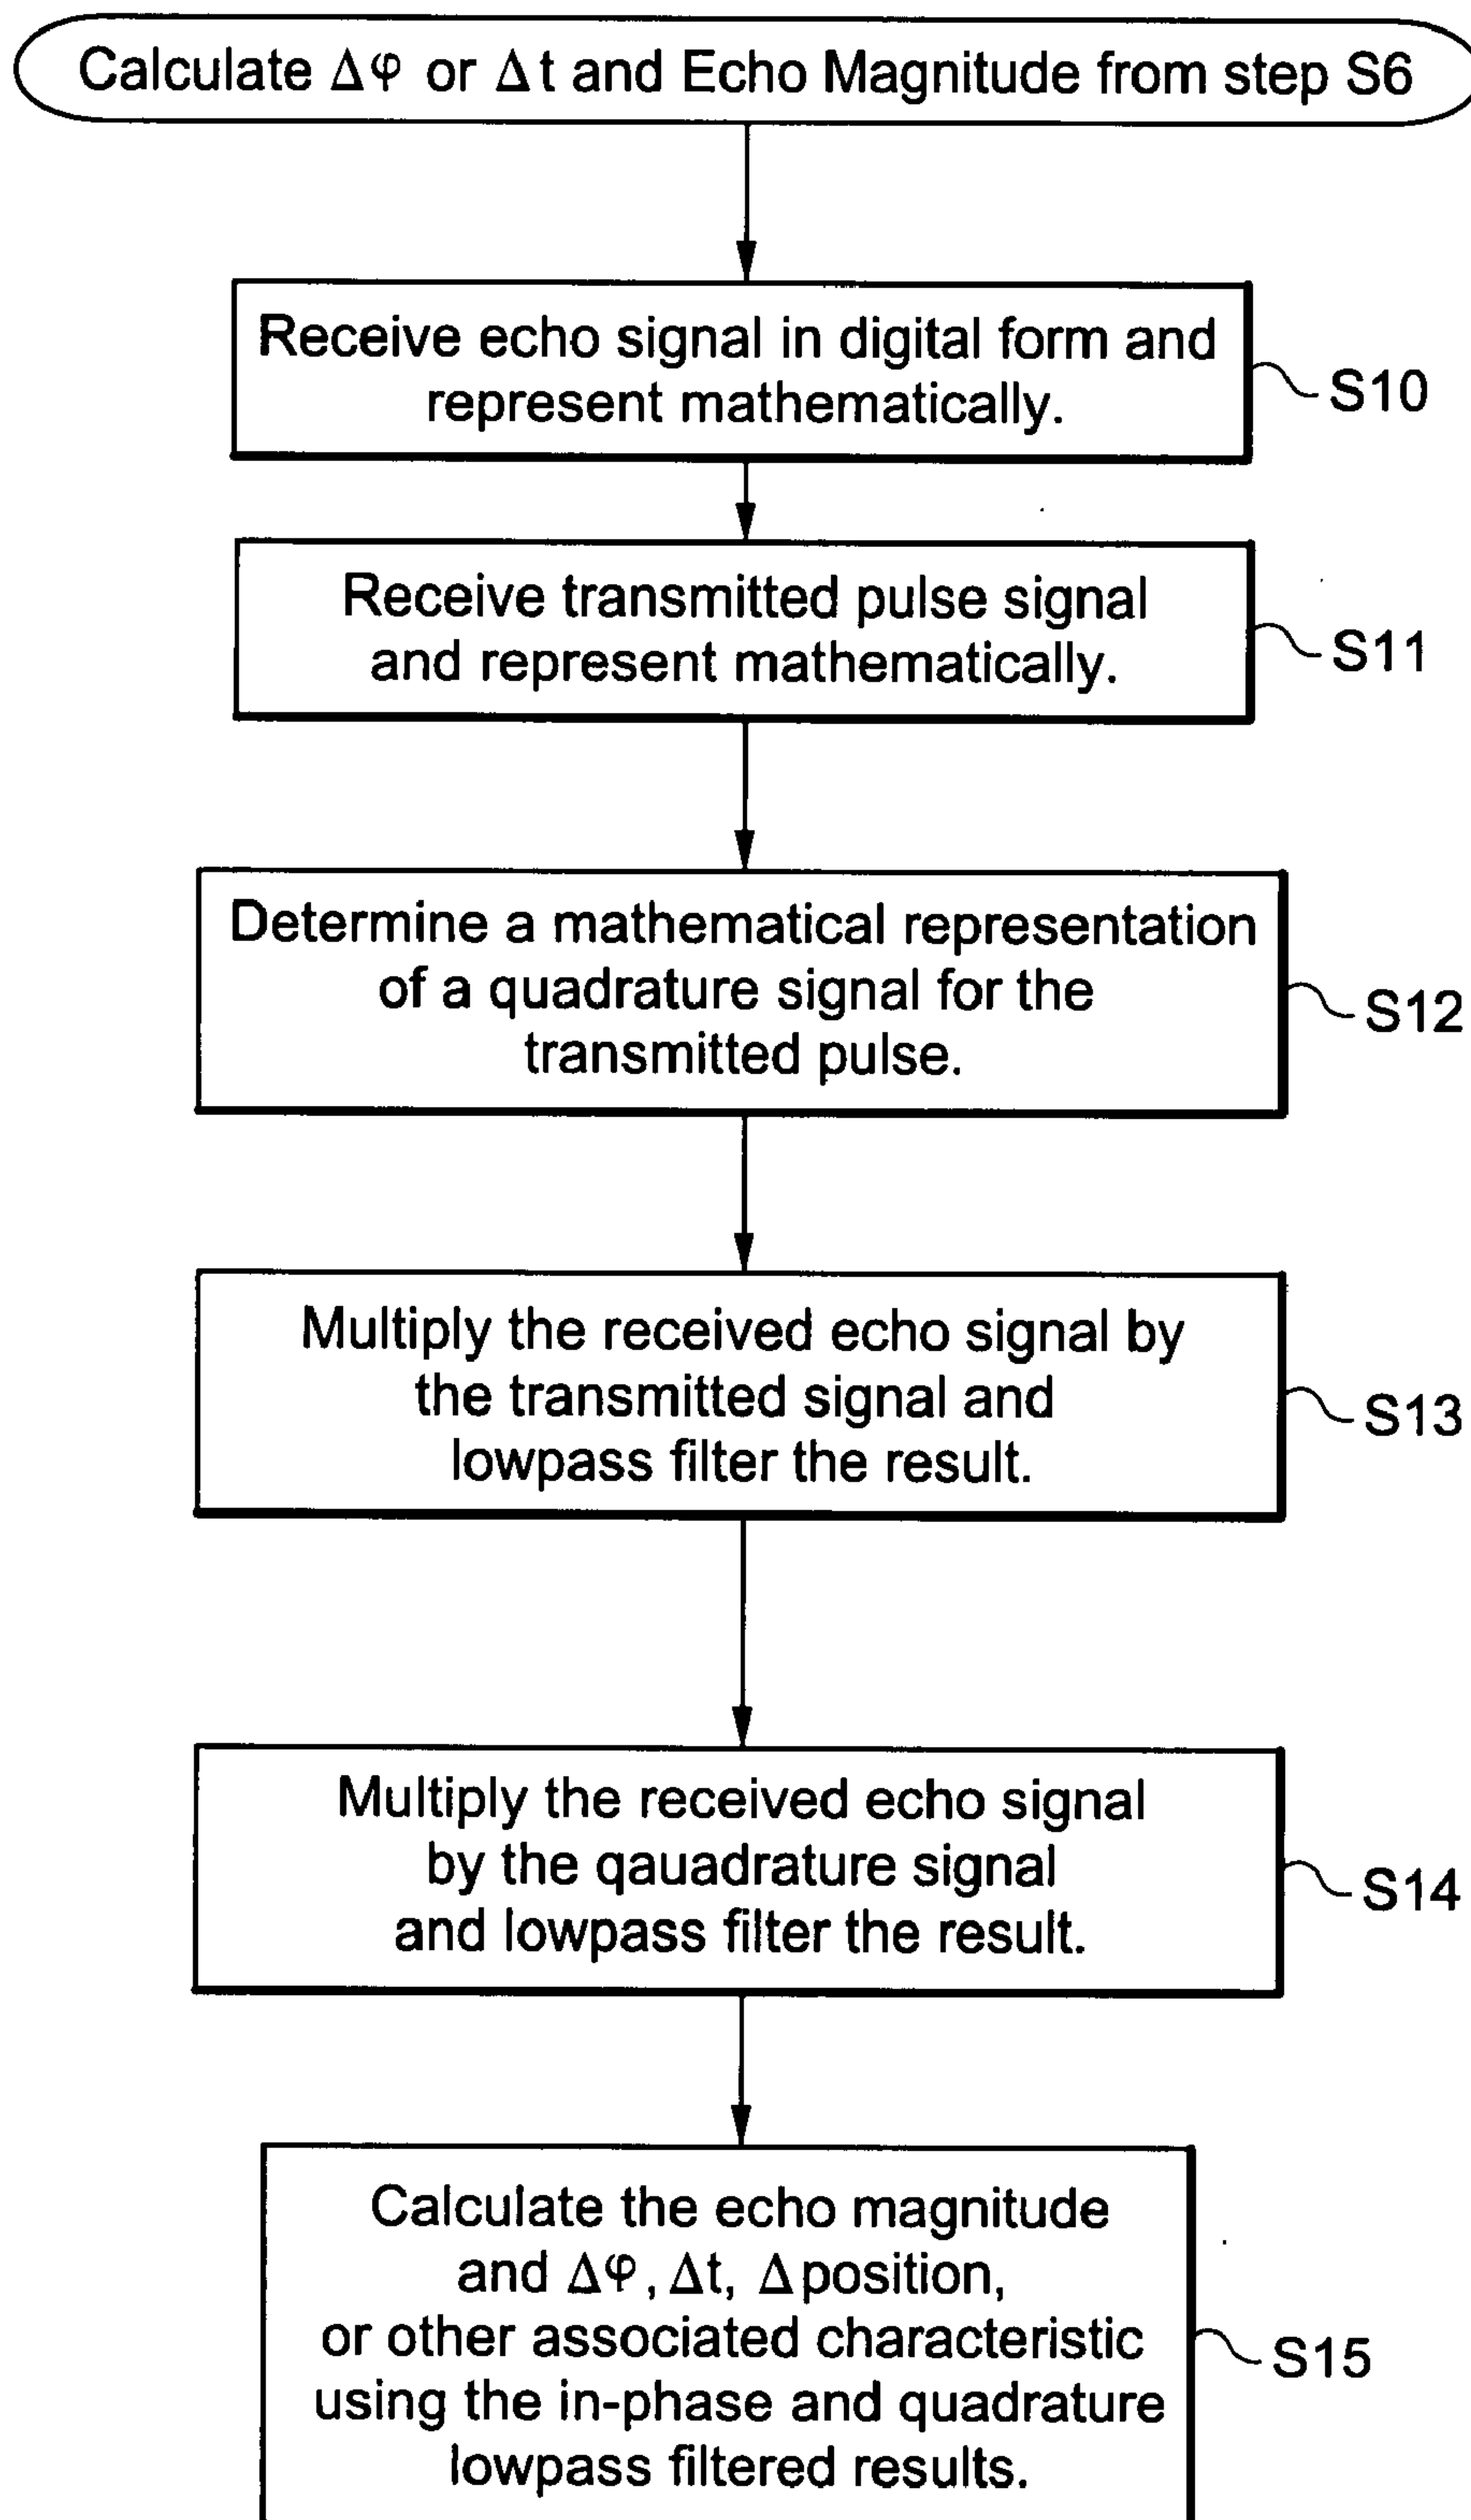 Calculate Δφ or Δt and Echo Magnitude from step S6
Receive echo signal in digital form and
represent mathematically.
S10
Receive transmitted pulse signal
and represent mathematically.
S11
Determine a mathematical representation
of a quadrature signal for the
transmitted pulse.
S12
Multiply the received echo signal by
the transmitted signal and
lowpass filter the result.
S13
Multiply the received echo signal
by the qauadrature signal
and lowpass filter the result.
S14
Calculate the echo magnitude
and Δφ, Δt, Δposition,
or other associated characteristic
using the in-phase and quadrature
lowpass filtered results.
S15